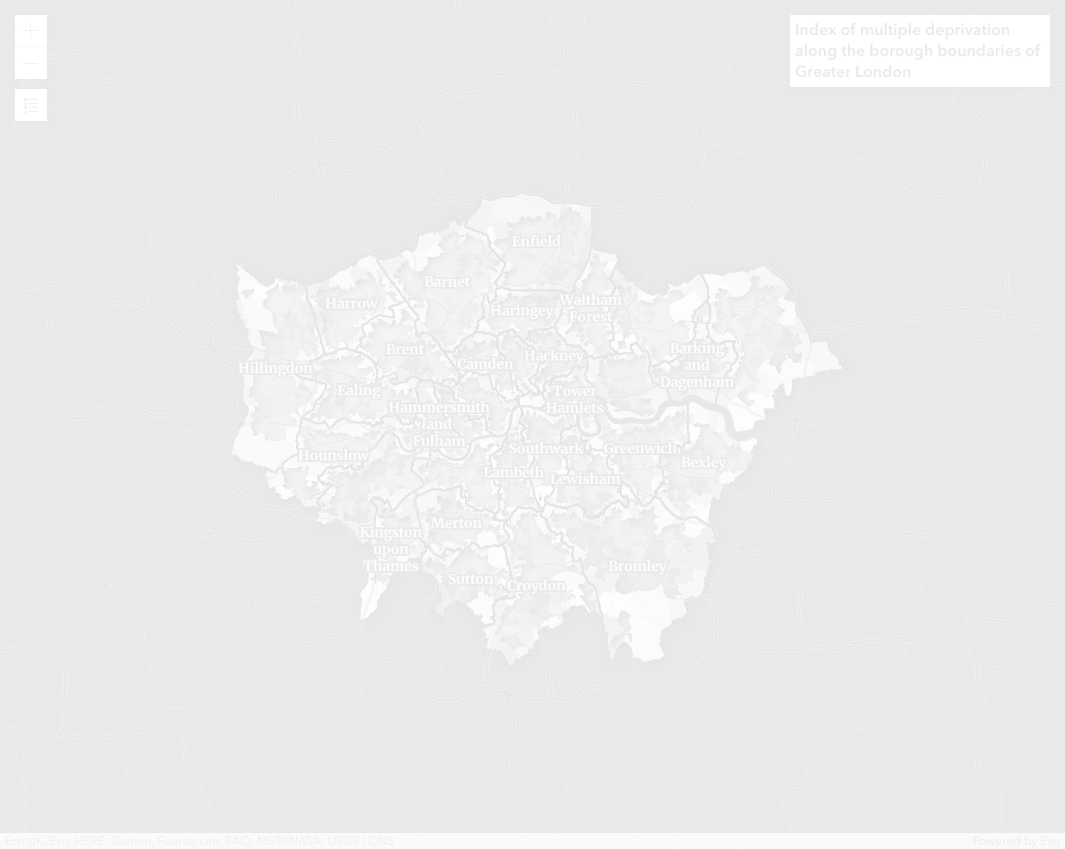 Index of multiple deprivation
along the borough boundaries of
Greater London
Enfield
Barnet
Harrow
Haringey
Waltham
Forest
Brent
Camden
Hackney
Barking
and
Dagenham
Hillingdon
Ealing
Tower
Hamlets
Hammersmith
and
Fulham
Hounslow
Southwark
Greenwich
Bexley
Lambeth
Lewisham
Merton
Kingston
upon
Thames
Sutton
Croydon
Bromley
Esri UK, Esri, HERE, Garmin, Foursquare, FAO, METI/NASA, USGS | ONS
Powered by Esri